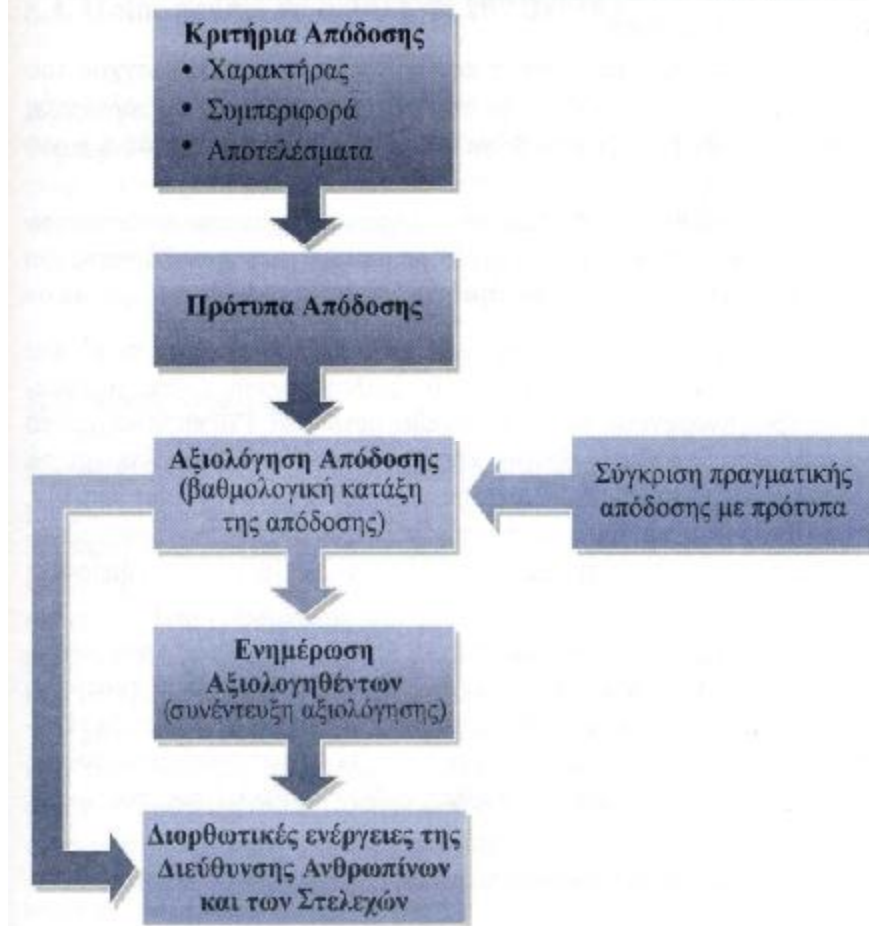 Κριτήρια Απόδοσης
• Χαρακτήρας
• Συμπεριφορά
• Αποτελέσματα
Πρότυπα Απόδοσης
Αξιολόγηση Απόδοσης
(βαθμολογική κατάξη
της απόδοσης)
Σύγκριση πραγματικής
απόδοσης με πρότυπα
Ενημέρωση
Αξιολογηθέντων
(συνέντευξη αξιολόγησης)
Διορθωτικές ενέργειες της
Διεύθυνσης Ανθρωπίνων
και των Στελεχών